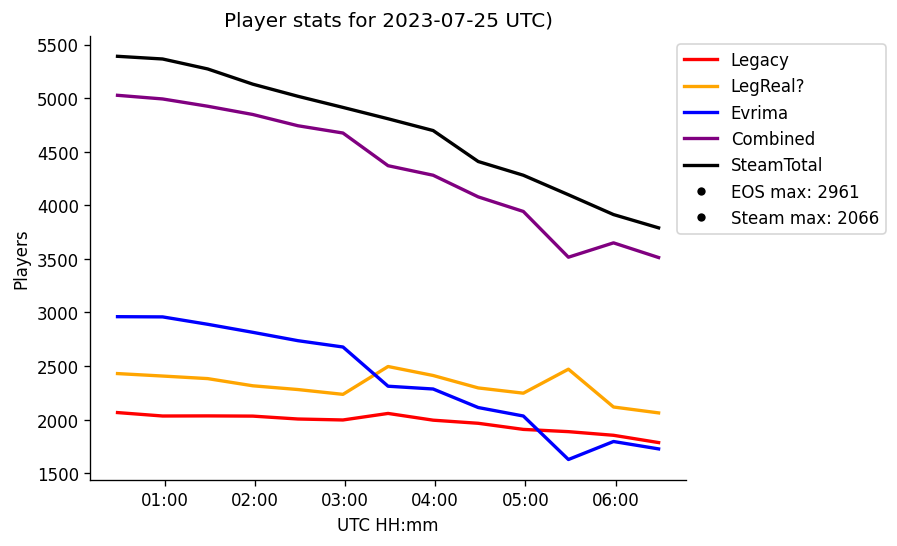 Player stats for 2023-07-25 UTC)
5500
5000
4500
4000
3500
3000
2500
2000
1500
Players
01:00 02:00 03:00 04:00 05:00 06:00
UTC HH:mm
Legacy
LegReal?
Evrima
Combined
SteamTotal
EOS max: 2961
Steam max: 2066